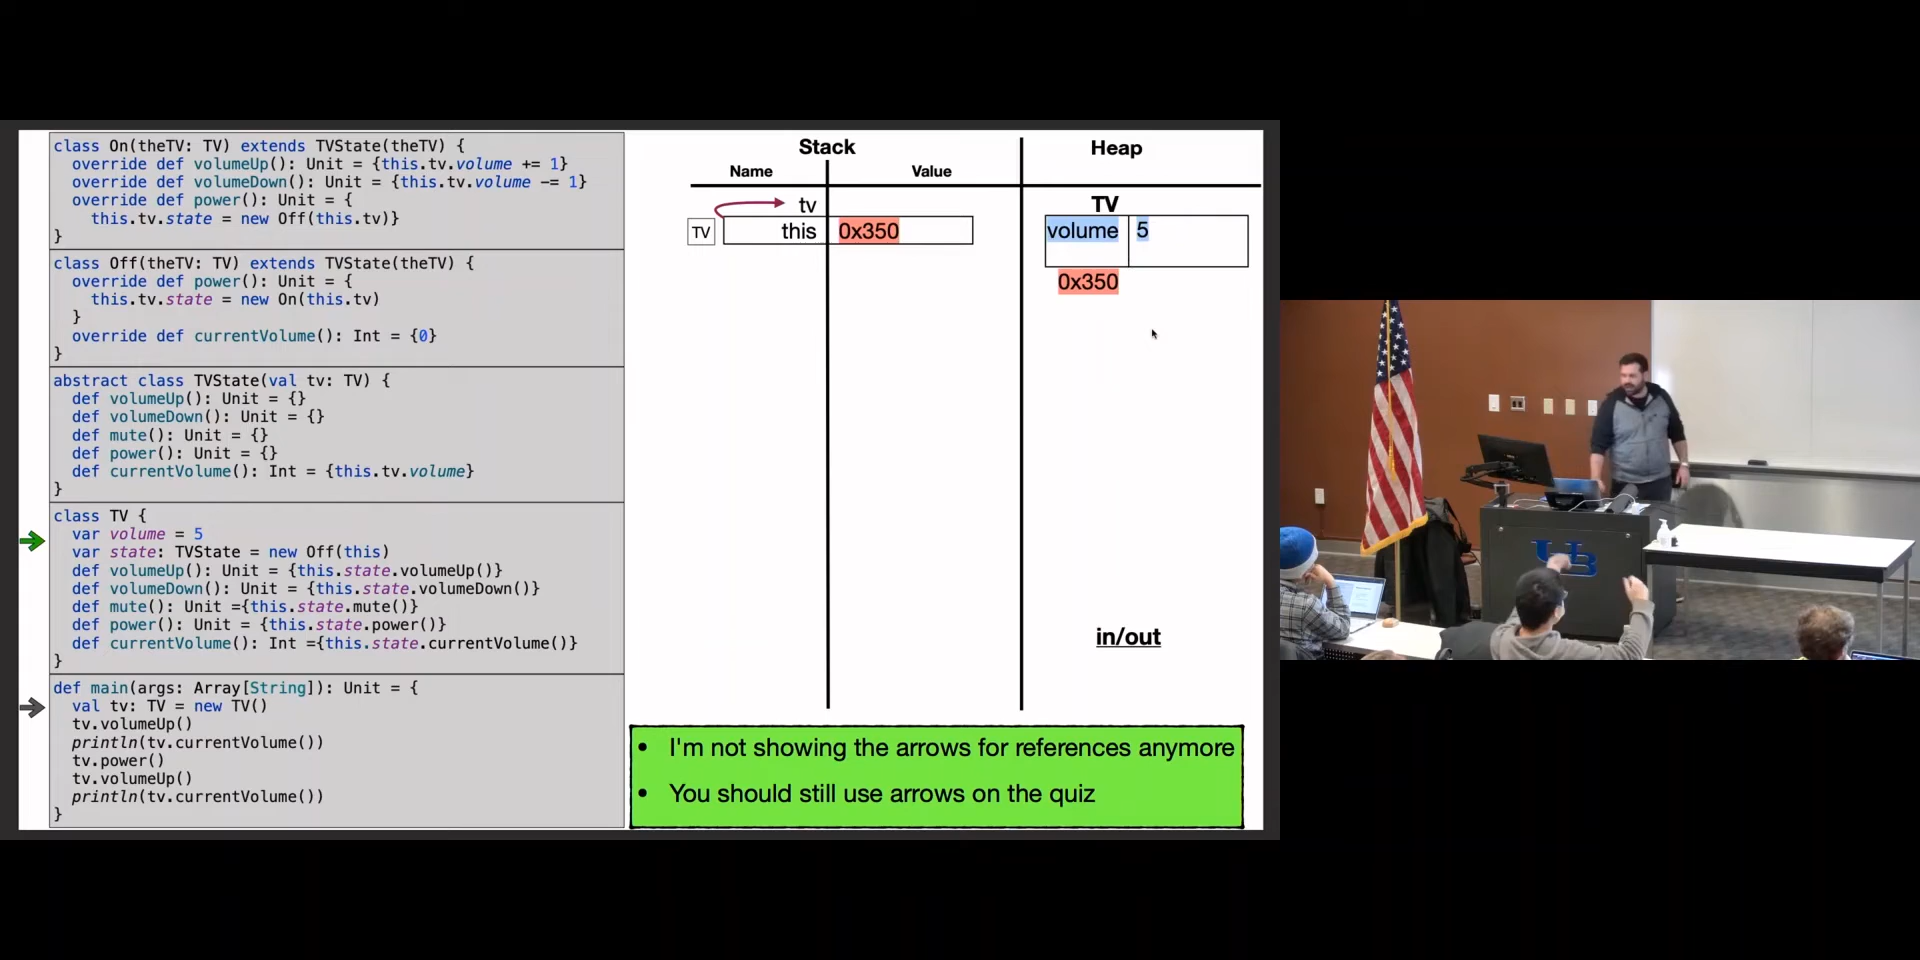 class On(theTV: TV) extends TVState(theTV) {
override def volumeUp(): Unit = {this.tv.volume += 1}
override def volumeDown(): Unit = {this.tv.volume -= 1}
override def power(): Unit = {
this.tv.state = new Off(this.tv)}
}
class Off(theTV: TV) extends TVState(theTV) {
override def power(): Unit = {
this.tv.state = new On(this.tv)
}
override def currentVolume(): Int = {0}
}
abstract class TVState(val tv: TV) {
def volumeUp(): Unit = {}
def volumeDown(): Unit = {}
def mute(): Unit = {}
def power(): Unit = {}
def currentVolume(): Int = {this.tv.volume}
}
class TV {
var volume = 5
var state: TVState = new Off(this)
def volumeUp(): Unit = {this.state.volumeUp()}
def volumeDown(): Unit = {this.state.volumeDown()}
def mute(): Unit ={this.state.mute()}
def power(): Unit = {this.state.power()}
def currentVolume(): Int ={this.state.currentVolume()}
}
def main(args: Array[String]): Unit = {
val tv: TV = new TV()
tv.volumeUp()
println(tv.currentVolume())
tv.power()
tv.volumeUp()
println(tv.currentVolume())
}
Stack
Name Value
tv
TV this 0x350
Heap
TV
volume 5
0x350
in/out
• I'm not showing the arrows for references anymore
• You should still use arrows on the quiz
UB